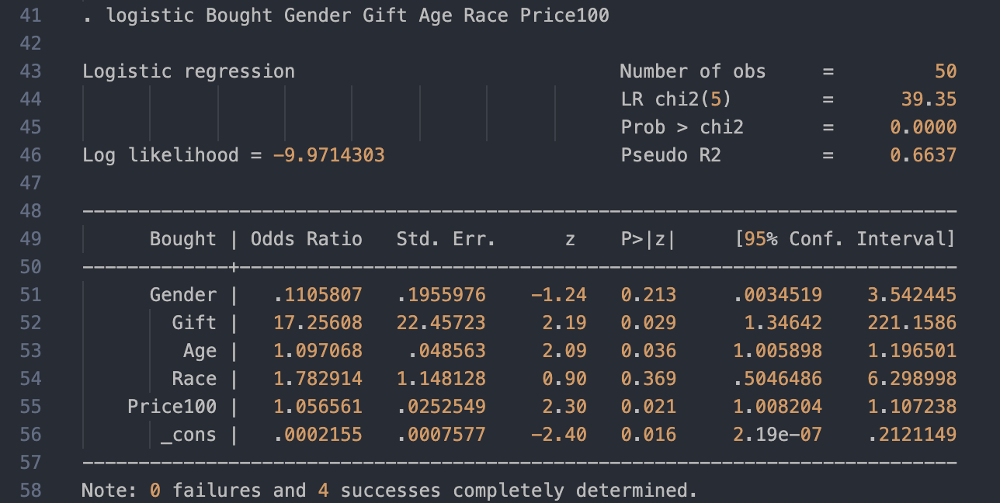 41 . logistic Bought Gender Gift Age Race Price100
42
43 Logistic regression                             Number of obs     =         50
44                                                 LR chi2(5)        =      39.35
45                                                 Prob > chi2       =     0.0000
46 Log likelihood = -9.9714303                     Pseudo R2         =     0.6637
47
48 ------------------------------------------------------------------------------
49       Bought | Odds Ratio   Std. Err.      z    P>|z|     [95% Conf. Interval]
50 -------------+----------------------------------------------------------------
51       Gender |   .1105807   .1955976    -1.24   0.213     .0034519    3.542445
52         Gift |   17.25608   22.45723     2.19   0.029      1.34642    221.1586
53          Age |   1.097068    .048563     2.09   0.036     1.005898    1.196501
54         Race |   1.782914   1.148128     0.90   0.369     .5046486    6.298998
55     Price100 |   1.056561   .0252549     2.30   0.021     1.008204    1.107238
56        _cons |   .0002155   .0007577    -2.40   0.016     2.19e-07    .2121149
57 ------------------------------------------------------------------------------
58 Note: 0 failures and 4 successes completely determined.